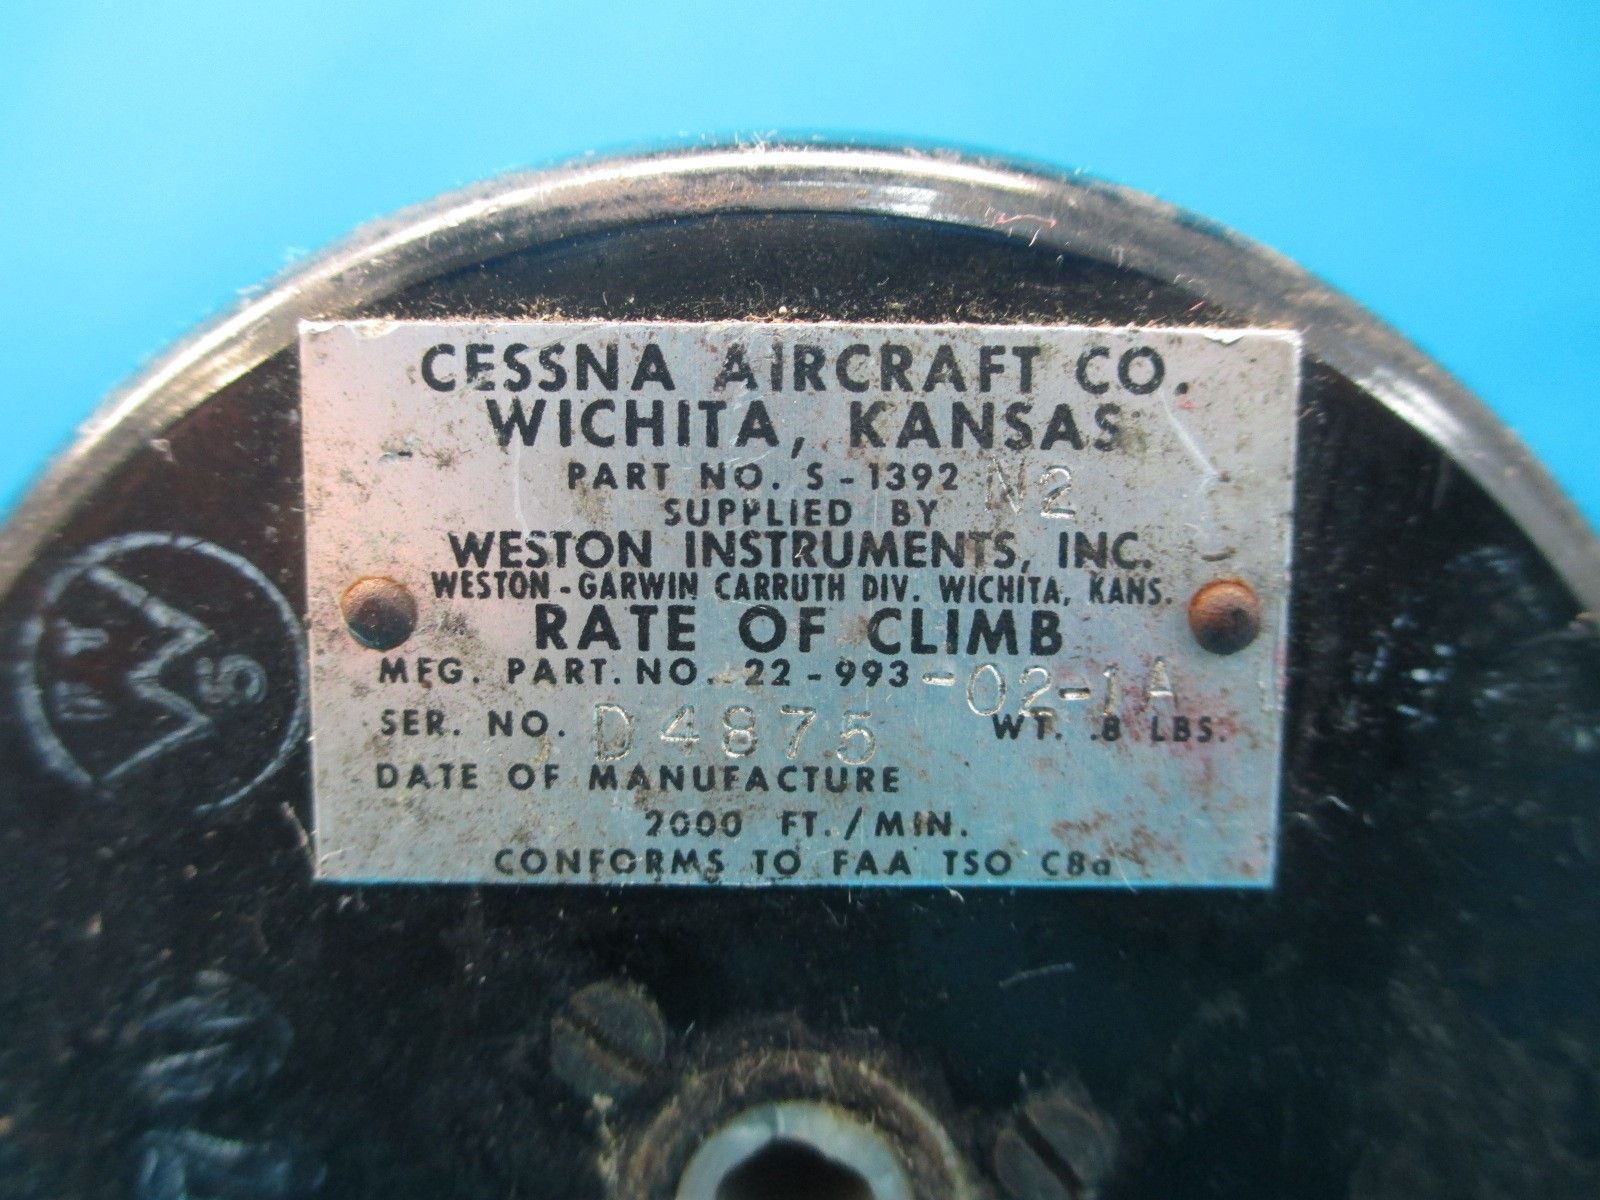 CESSNA AIRCRAFT CO.
WICHITA, KANSAS
PART NO. S-1392 N2
SUPPLIED BY
WESTON INSTRUMENTS, INC.
WESTON-GARWIN CARRUTH DIV. WICHITA, KANS.
RATE OF CLIMB
MFG. PART. NO. 22-993-02-1A
SER. NO. D4875 WT. .8 LBS.
DATE OF MANUFACTURE
2000 FT./MIN.
CONFORMS TO FAA TSO C8a